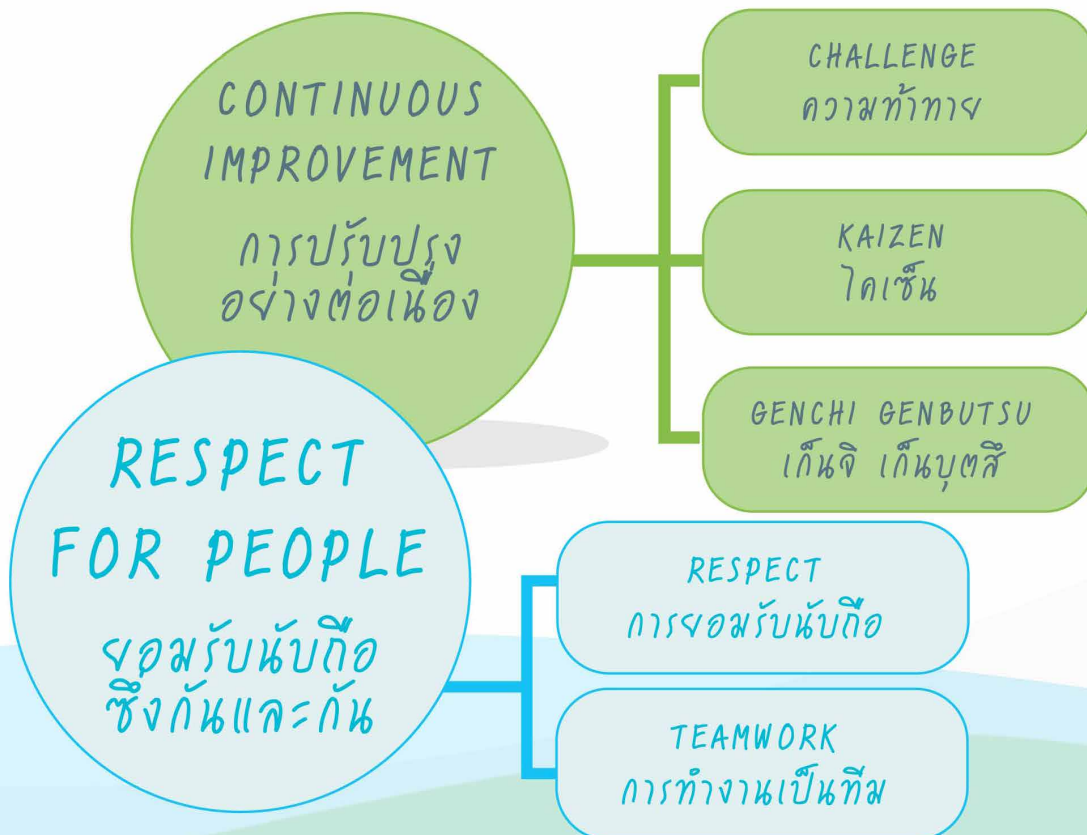 CONTINUOUS
IMPROVEMENT
การปรับปรุง
อย่างต่อเนื่อง
CHALLENGE
ความท้าทาย
KAIZEN
ไคเซ็น
GENCHI GENBUTSU
เก็นจิ เก็นบุตสึ
RESPECT
FOR PEOPLE
ยอมรับนับถือ
ซึ่งกันและกัน
RESPECT
การยอมรับนับถือ
TEAMWORK
การทำงานเป็นทีม